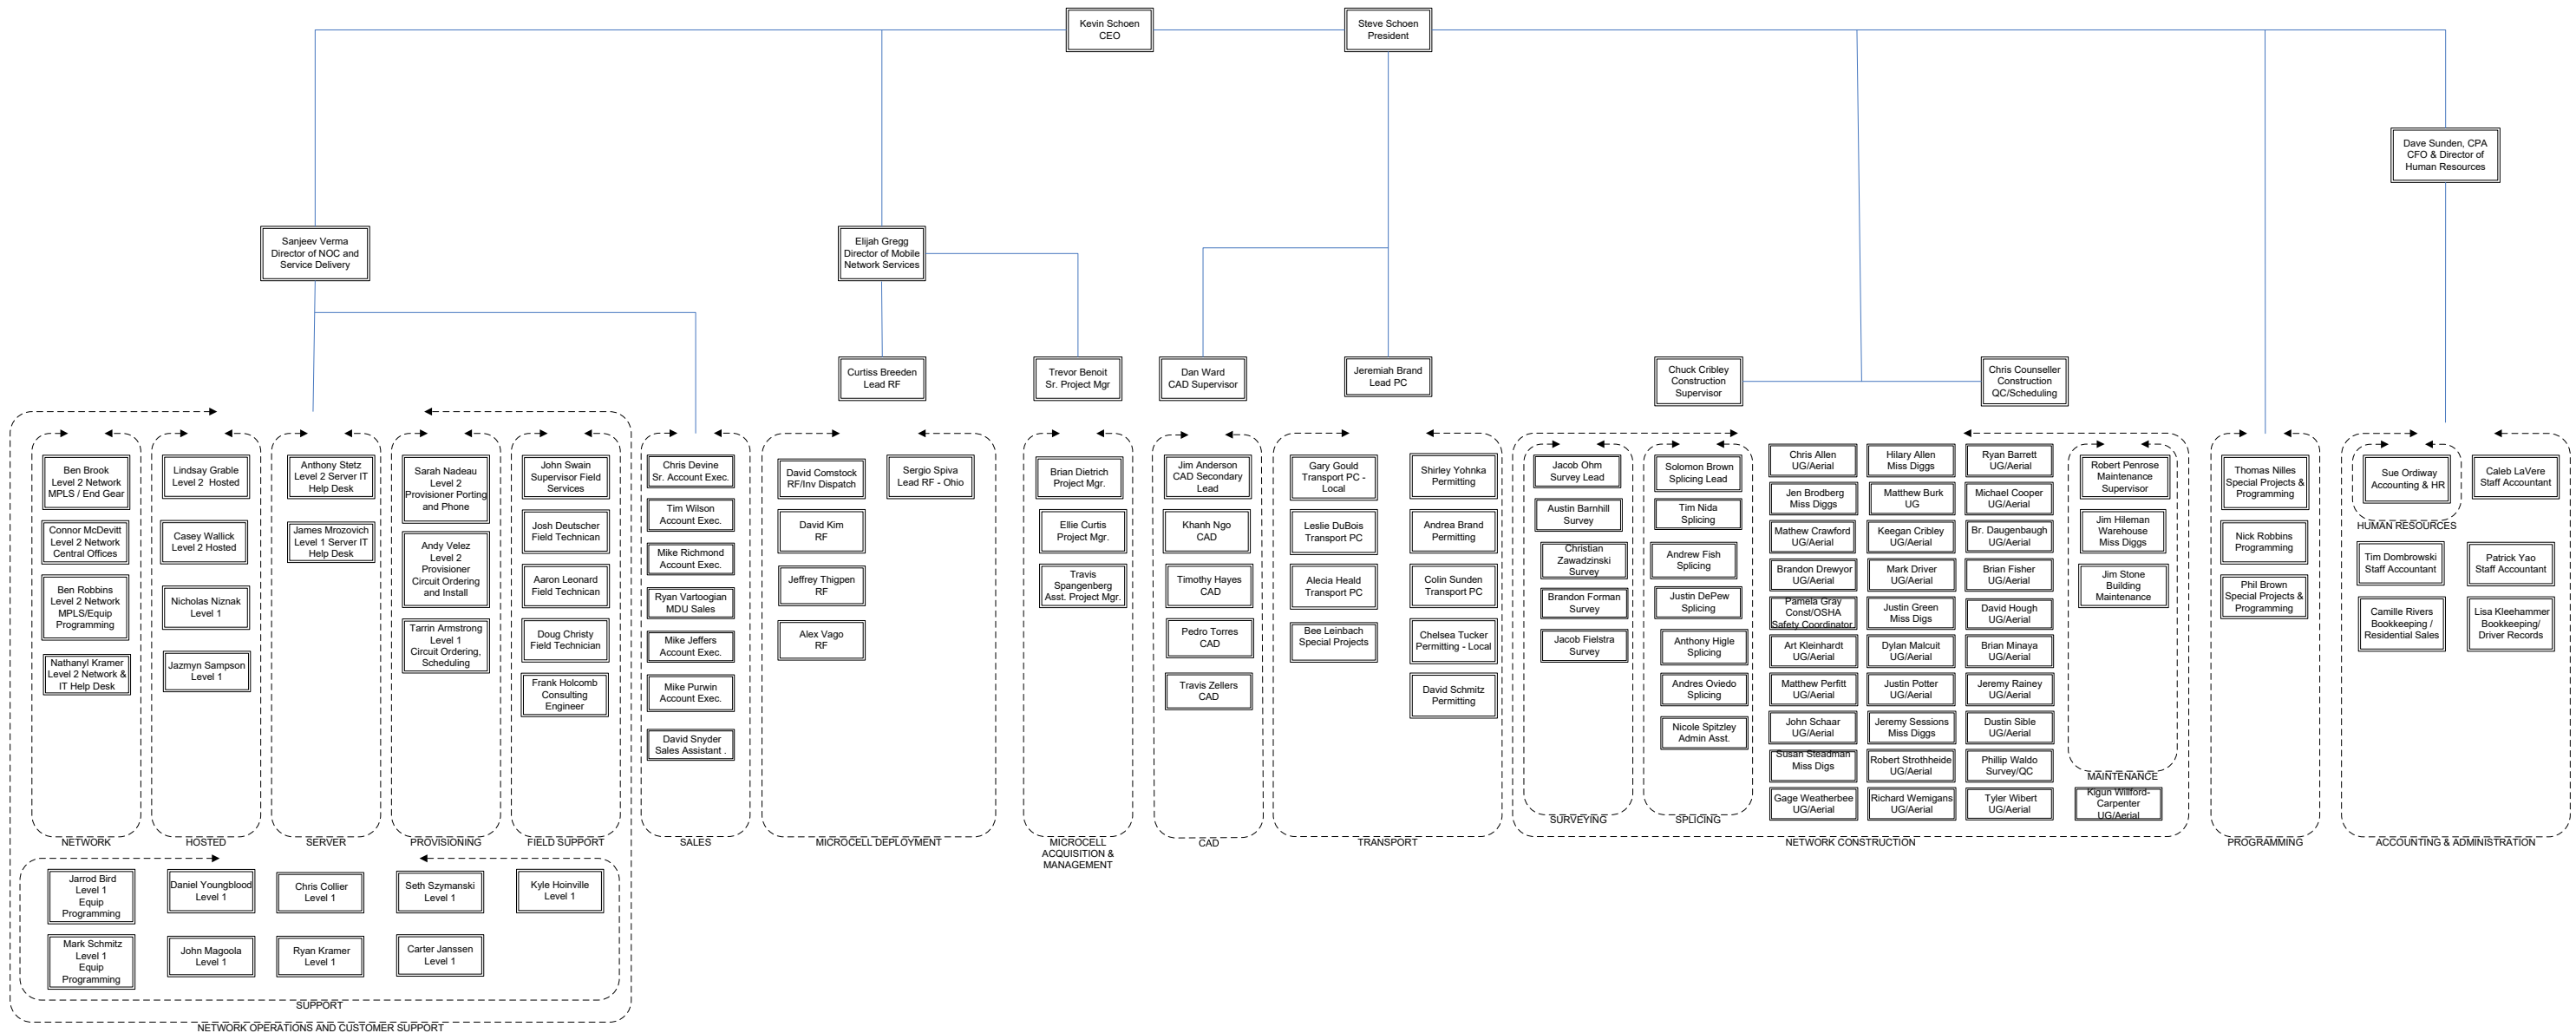 Kevin Schoen
CEO
Steve Schoen
President
Dave Sunden, CPA
CFO & Director of
Human Resources
Sanjeev Verma
Director of NOC and
Service Delivery
Elijah Gregg
Director of Mobile
Network Services
Curtiss Breeden
Lead RF
Trevor Benoit
Sr. Project Mgr
Dan Ward
CAD Supervisor
Jeremiah Brand
Lead PC
Chuck Cribley
Construction
Supervisor
Chris Counseller
Construction
QC/Scheduling
Ben Brook
Level 2 Network
MPLS / End Gear
Connor McDevitt
Level 2 Network
Central Offices
Ben Robbins
Level 2 Network
MPLS/Equip
Programming
Nathanyl Kramer
Level 2 Network &
IT Help Desk
NETWORK
Lindsay Grable
Level 2 Hosted
Casey Wallick
Level 2 Hosted
Nicholas Niznak
Level 1
Jazmyn Sampson
Level 1
HOSTED
Anthony Stetz
Level 2 Server IT
Help Desk
James Mrozovich
Level 1 Server IT
Help Desk
SERVER
Sarah Nadeau
Level 2
Provisioner Porting
and Phone
Andy Velez
Level 2
Provisioner
Circuit Ordering
and Install
Tarrin Armstrong
Level 1
Circuit Ordering,
Scheduling
PROVISIONING
John Swain
Supervisor Field
Services
Josh Deutscher
Field Technican
Aaron Leonard
Field Technican
Doug Christy
Field Technician
Frank Holcomb
Consulting
Engineer
FIELD SUPPORT
Chris Devine
Sr. Account Exec.
Tim Wilson
Account Exec.
Mike Richmond
Account Exec.
Ryan Vartoogian
MDU Sales
Mike Jeffers
Account Exec.
Mike Purwin
Account Exec.
David Snyder
Sales Assistant .
SALES
David Comstock
RF/Inv Dispatch
David Kim
RF
Jeffrey Thigpen
RF
Alex Vago
RF
Sergio Spiva
Lead RF - Ohio
MICROCELL DEPLOYMENT
Brian Dietrich
Project Mgr.
Ellie Curtis
Project Mgr.
Travis
Spangenberg
Asst. Project Mgr.
MICROCELL
ACQUISITION &
MANAGEMENT
Jim Anderson
CAD Secondary
Lead
Khanh Ngo
CAD
Timothy Hayes
CAD
Pedro Torres
CAD
Travis Zellers
CAD
CAD
Gary Gould
Transport PC -
Local
Leslie DuBois
Transport PC
Alecia Heald
Transport PC
Bee Leinbach
Special Projects
Shirley Yohnka
Permitting
Andrea Brand
Permitting
Colin Sunden
Transport PC
Chelsea Tucker
Permitting - Local
David Schmitz
Permitting
TRANSPORT
Jacob Ohm
Survey Lead
Austin Barnhill
Survey
Christian
Zawadzinski
Survey
Brandon Forman
Survey
Jacob Fielstra
Survey
SURVEYING
Solomon Brown
Splicing Lead
Tim Nida
Splicing
Andrew Fish
Splicing
Justin DePew
Splicing
Anthony Higle
Splicing
Andres Oviedo
Splicing
Nicole Spitzley
Admin Asst.
SPLICING
Chris Allen
UG/Aerial
Jen Brodberg
Miss Diggs
Mathew Crawford
UG/Aerial
Brandon Drewyor
UG/Aerial
Pamela Gray
Const/OSHA
Safety Coordinator
Art Kleinhardt
UG/Aerial
Matthew Perfitt
UG/Aerial
John Schaar
UG/Aerial
Susan Steadman
Miss Digs
Gage Weatherbee
UG/Aerial
Hilary Allen
Miss Diggs
Matthew Burk
UG
Keegan Cribley
UG/Aerial
Mark Driver
UG/Aerial
Justin Green
Miss Digs
Dylan Malcuit
UG/Aerial
Justin Potter
UG/Aerial
Jeremy Sessions
Miss Diggs
Robert Strothheide
UG/Aerial
Richard Wemigans
UG/Aerial
Ryan Barrett
UG/Aerial
Michael Cooper
UG/Aerial
Br. Daugenbaugh
UG/Aerial
Brian Fisher
UG/Aerial
David Hough
UG/Aerial
Brian Minaya
UG/Aerial
Jeremy Rainey
UG/Aerial
Dustin Sible
UG/Aerial
Phillip Waldo
Survey/QC
Tyler Wibert
UG/Aerial
Robert Penrose
Maintenance
Supervisor
Jim Hileman
Warehouse
Miss Diggs
Jim Stone
Building
Maintenance
MAINTENANCE
Kigun Willford-
Carpenter
UG/Aerial
NETWORK CONSTRUCTION
Thomas Nilles
Special Projects &
Programming
Nick Robbins
Programming
Phil Brown
Special Projects &
Programming
PROGRAMMING
Sue Ordiway
Accounting & HR
HUMAN RESOURCES
Caleb LaVere
Staff Accountant
Tim Dombrowski
Staff Accountant
Patrick Yao
Staff Accountant
Camille Rivers
Bookkeeping /
Residential Sales
Lisa Kleehammer
Bookkeeping/
Driver Records
ACCOUNTING & ADMINISTRATION
Jarrod Bird
Level 1
Equip
Programming
Daniel Youngblood
Level 1
Chris Collier
Level 1
Seth Szymanski
Level 1
Kyle Hoinville
Level 1
Mark Schmitz
Level 1
Equip
Programming
John Magoola
Level 1
Ryan Kramer
Level 1
Carter Janssen
Level 1
SUPPORT
NETWORK OPERATIONS AND CUSTOMER SUPPORT